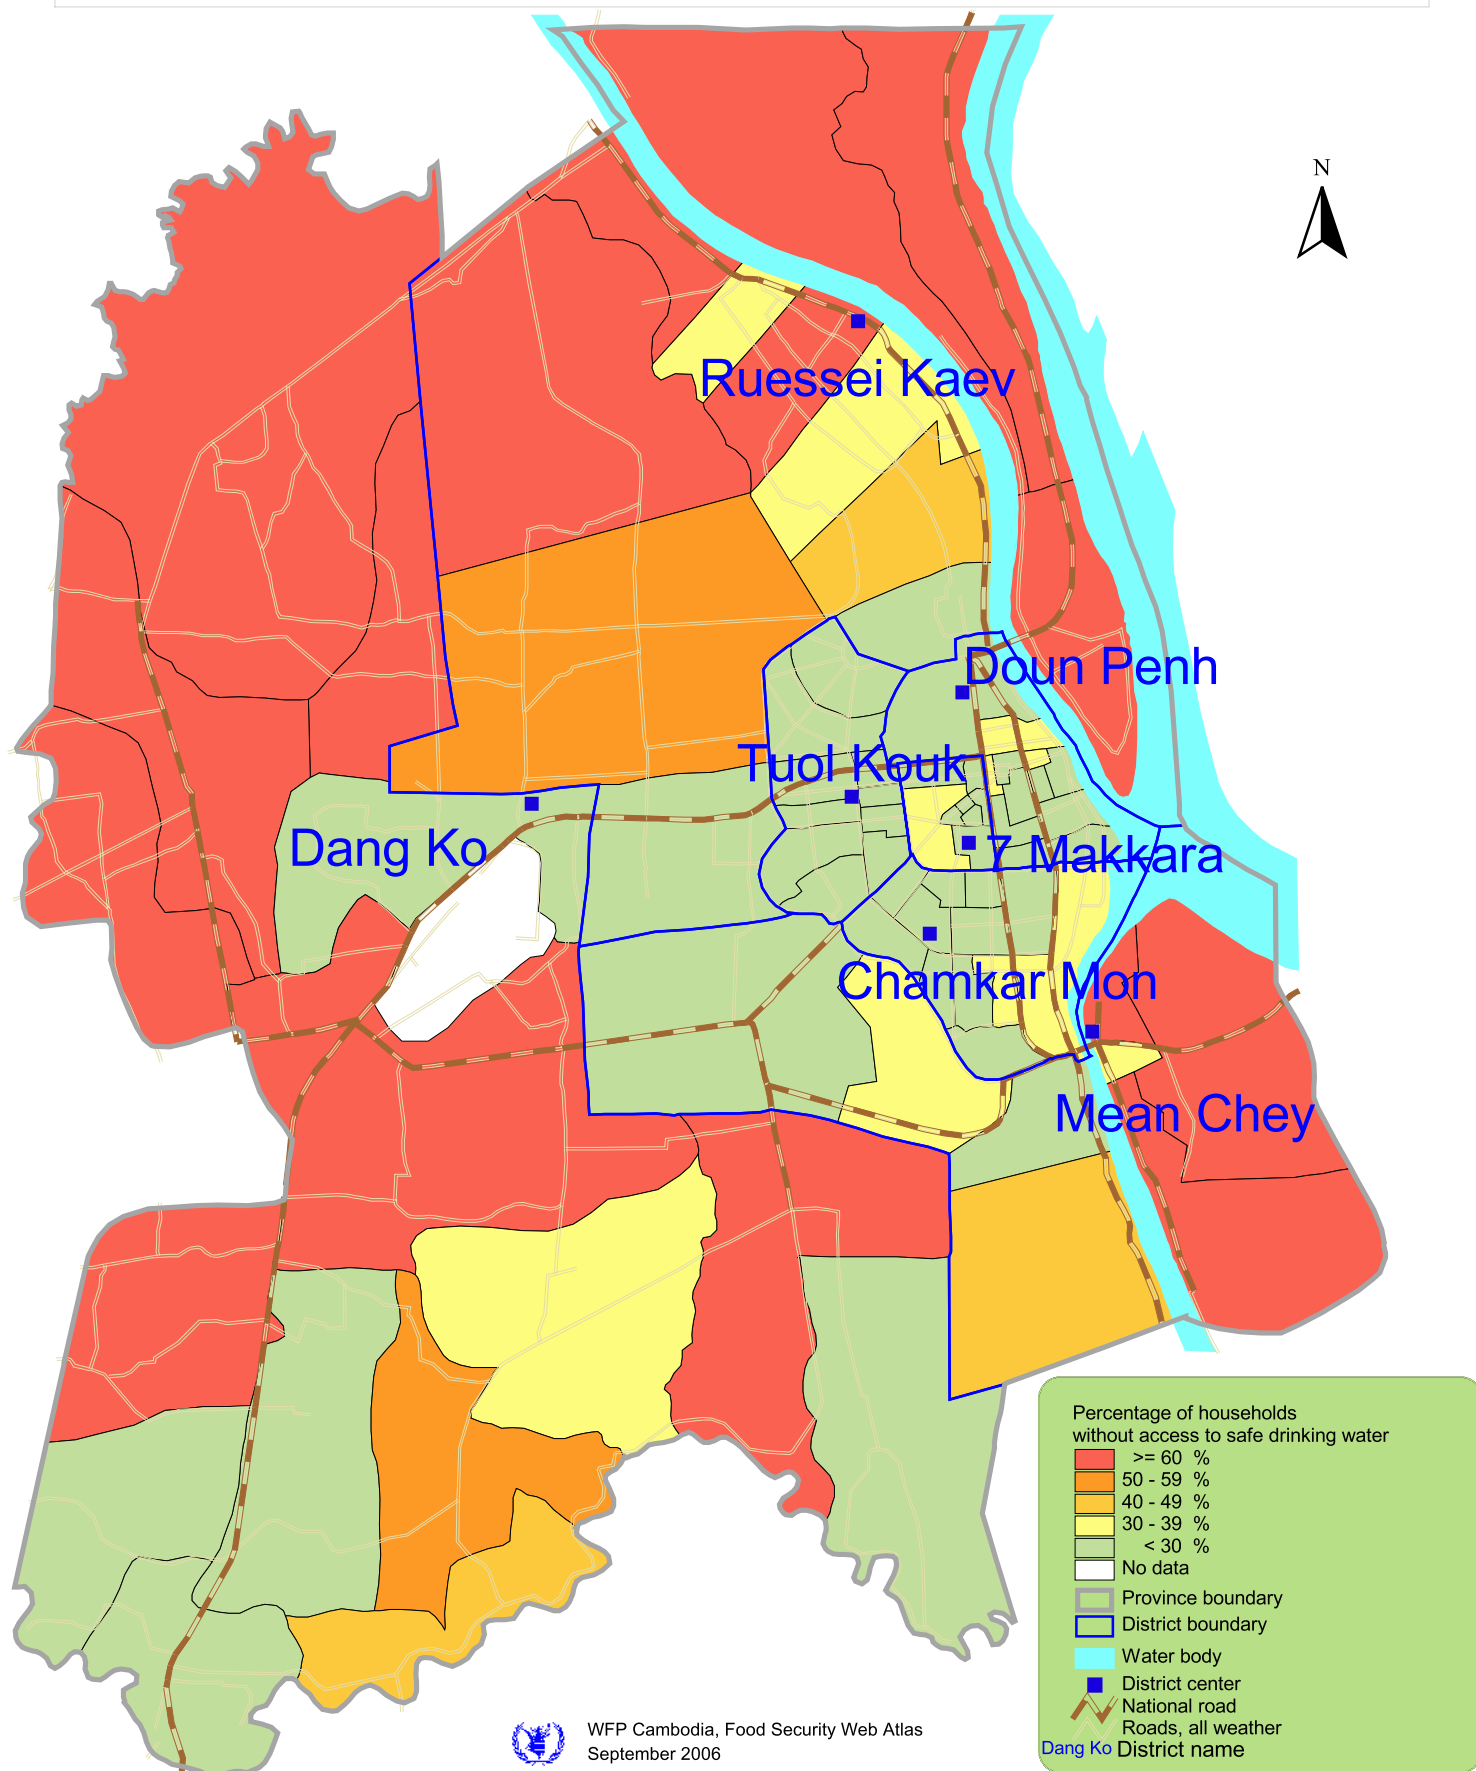 N
Ruessei Kaev
Doun Penh
Tuol Kouk
Dang Ko
7 Makkara
Chamkar Mon
Mean Chey
Percentage of households
without access to safe drinking water
>= 60 %
50 - 59 %
40 - 49 %
30 - 39 %
< 30 %
No data
Province boundary
District boundary
Water body
District center
National road
Roads, all weather
Dang Ko District name
WFP Cambodia, Food Security Web Atlas
September 2006